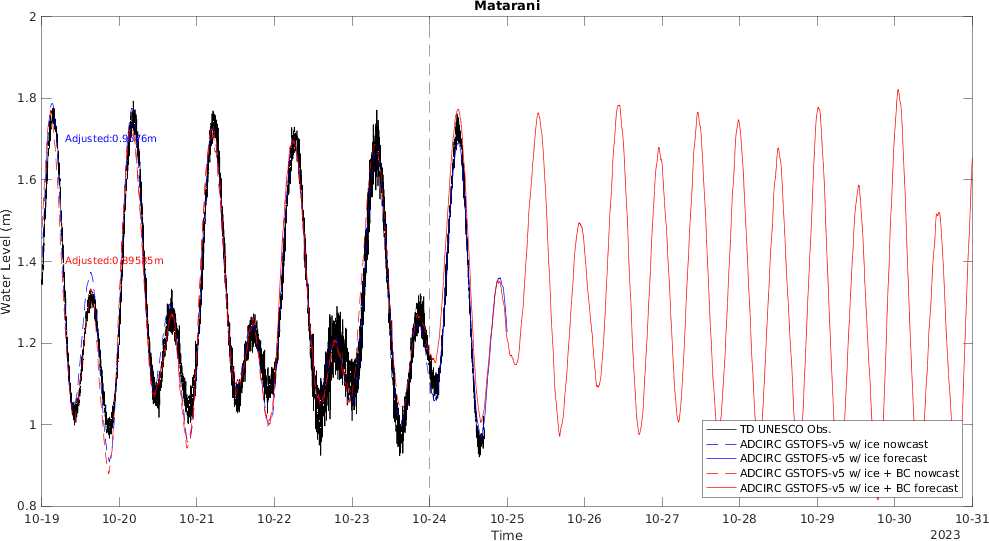 Matarani
2
1.8
1.6
1.4
1.2
1
0.8
Water Level (m)
Adjusted:0.9676m
Adjusted:0.89585m
TD UNESCO Obs.
ADCIRC GSTOFS-v5 w/ ice nowcast
ADCIRC GSTOFS-v5 w/ ice forecast
ADCIRC GSTOFS-v5 w/ ice + BC nowcast
ADCIRC GSTOFS-v5 w/ ice + BC forecast
10-19 10-20 10-21 10-22 10-23 10-24 10-25 10-26 10-27 10-28 10-29 10-30 10-31
Time
2023